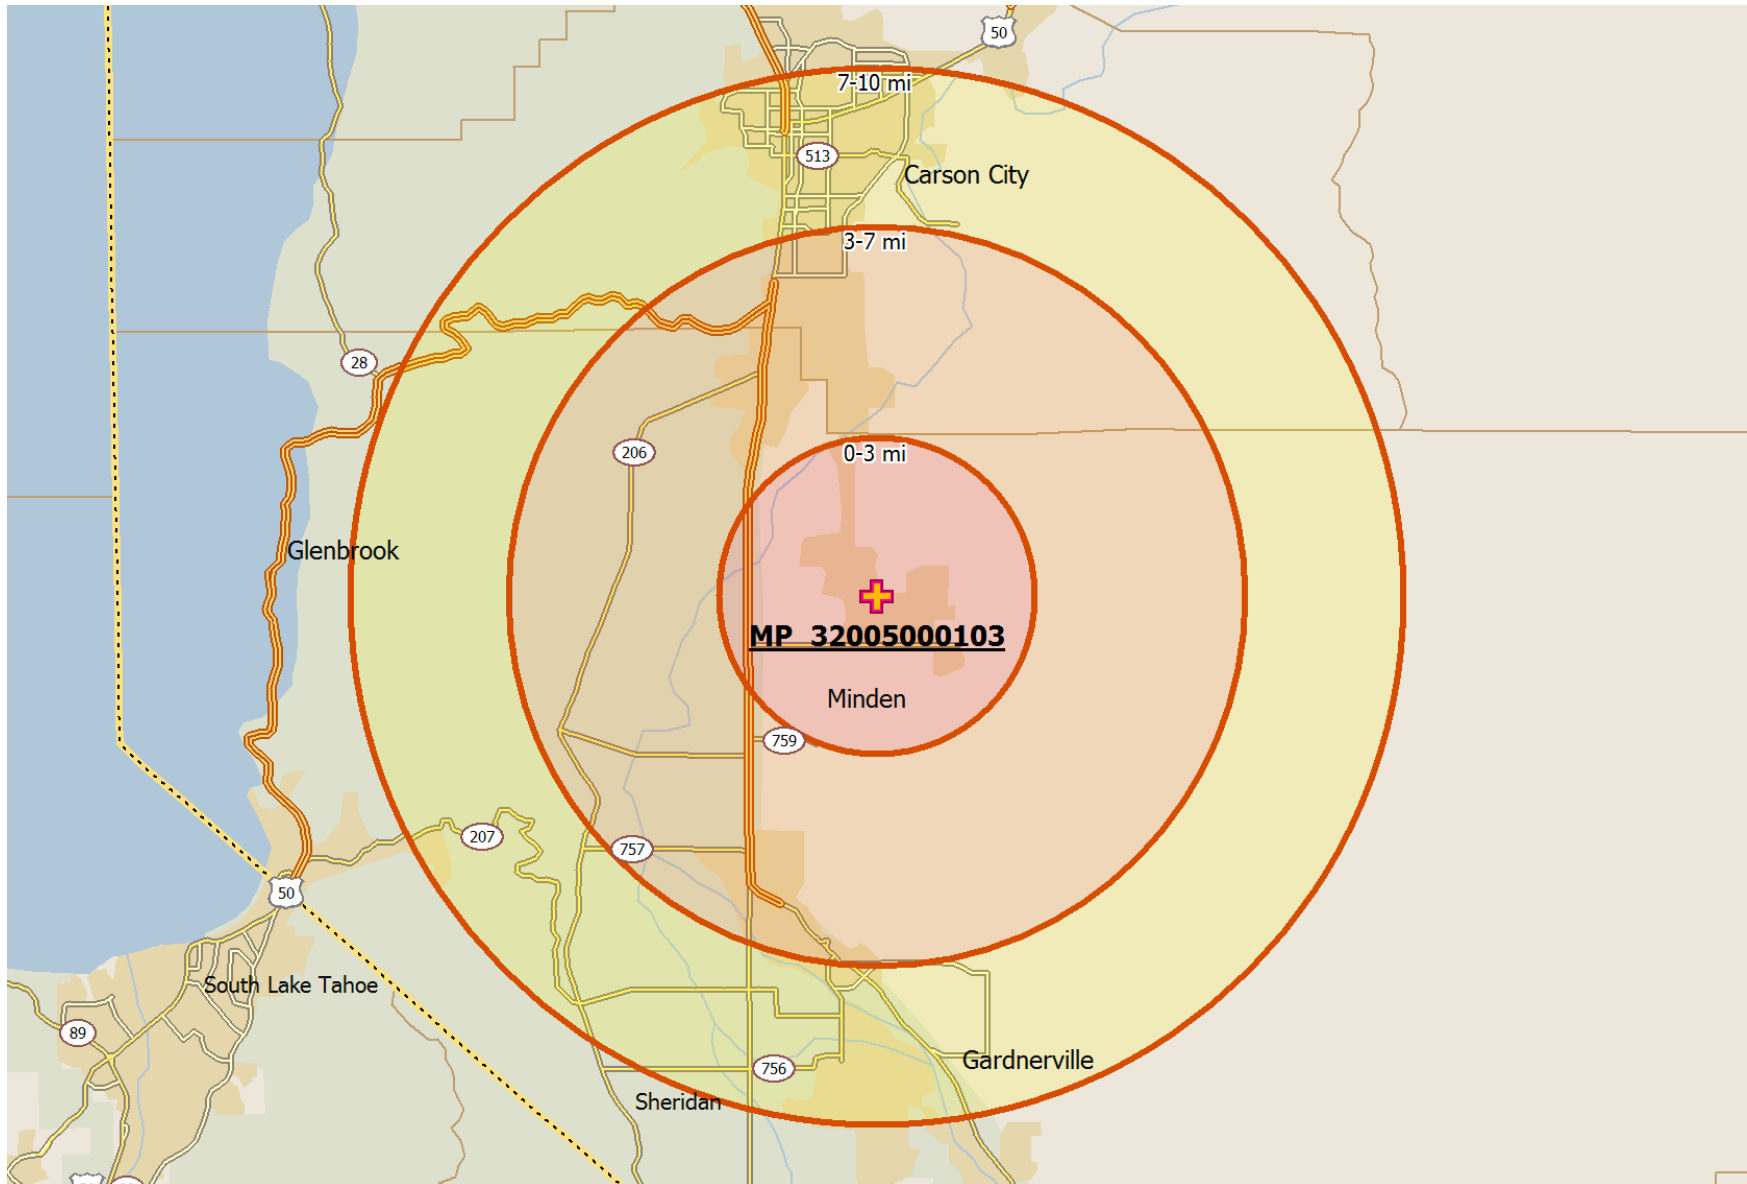 50
7-10 mi
513
Carson City
3-7 mi
28
206
0-3 mi
Glenbrook
MP 32005000103
Minden
759
207
757
50
South Lake Tahoe
89
Gardnerville
756
Sheridan